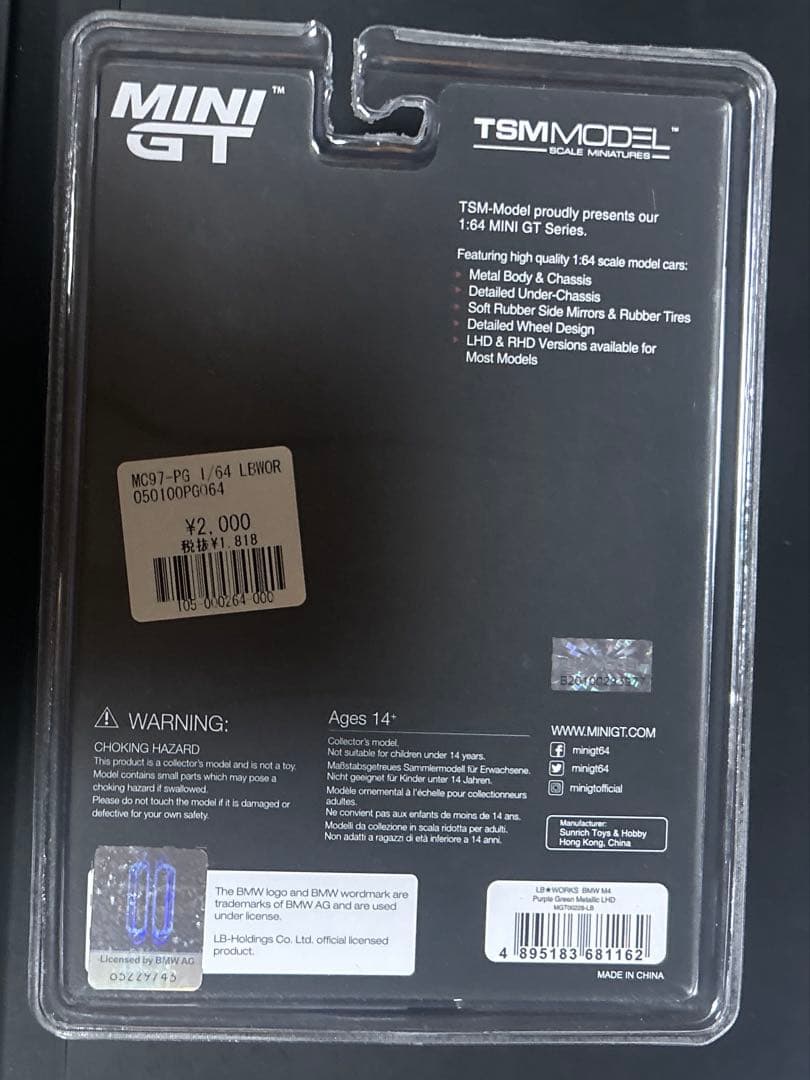 MINI GT™
TSMMODEL™
SCALE MINIATURES
TSM-Model proudly presents our
1:64 MINI GT Series.
Featuring high quality 1:64 scale model cars:
Metal Body & Chassis
Detailed Under-Chassis
Soft Rubber Side Mirrors & Rubber Tires
Detailed Wheel Design
LHD & RHD Versions available for
Most Models
MC97-PG 1/64 LBWOR
050100PG064
¥2,000
税抜¥1,818
105-000264-000
WARNING:
CHOKING HAZARD
This product is a collector's model and is not a toy.
Model contains small parts which may pose a
choking hazard if swallowed.
Please do not touch the model if it is damaged or
defective for your own safety.
Ages 14+
Collector's model.
Not suitable for children under 14 years.
Maßstabsgetreues Sammlermodell für Erwachsene.
Nicht geeignet für Kinder unter 14 Jahren.
Modèle ornemental à l'échelle pour collectionneurs
adultes.
Ne convient pas aux enfants de moins de 14 ans.
Modelli da collezione in scala ridotta per adulti.
Non adatti a ragazzi di età inferiore a 14 anni.
WWW.MINIGT.COM
minigt64
minigt64
minigtofficial
Manufacturer:
Sunrich Toys & Hobby
Hong Kong, China
Licensed by BMW AG
05229743
The BMW logo and BMW wordmark are
trademarks of BMW AG and are used
under license.
LB-Holdings Co. Ltd. official licensed
product.
LB★WORKS BMW M4
Purple Green Metallic LHD
MGT00229-LB
4 895183 681162
MADE IN CHINA